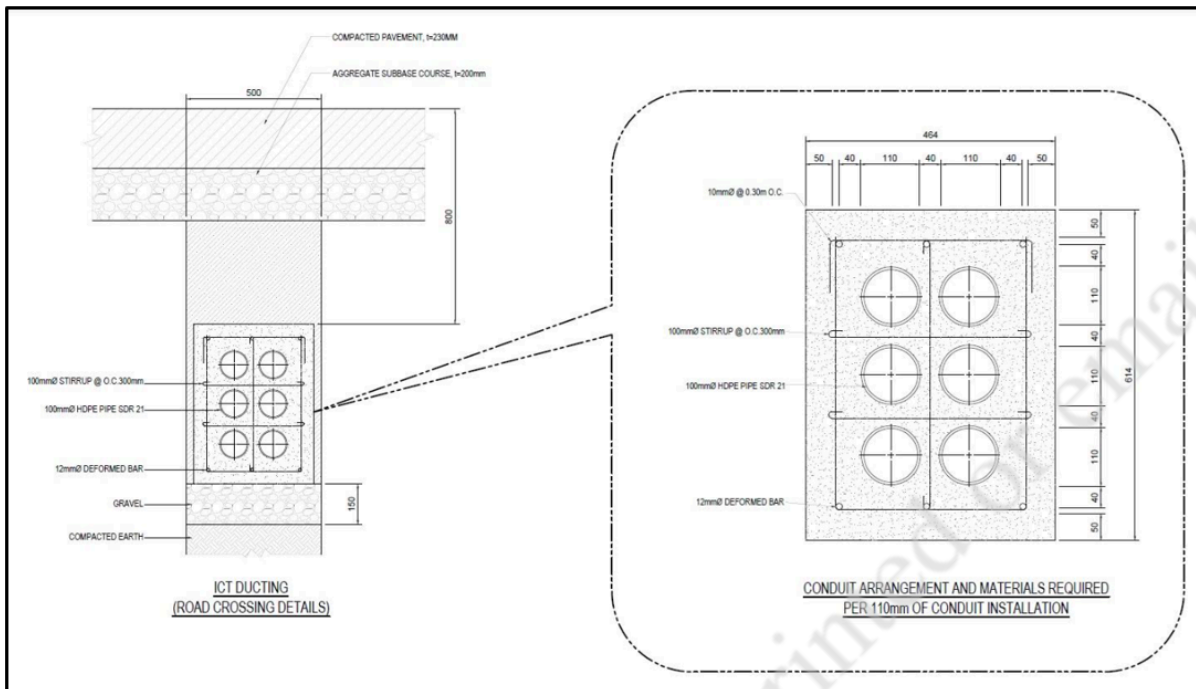 COMPACTED PAVEMENT, t=230MM
AGGREGATE SUBBASE COURSE, t=200mm
500
800
100mmØ STIRRUP @ O.C.300mm
100mmØ HDPE PIPE SDR 21
12mmØ DEFORMED BAR
GRAVEL
150
COMPACTED EARTH
ICT DUCTING
(ROAD CROSSING DETAILS)
464
50 40 110 40 110 40 50
10mmØ @ 0.30m O.C.
50
40
110
40
110
40
110
40
50
614
100mmØ STIRRUP @ O.C.300mm
100mmØ HDPE PIPE SDR 21
12mmØ DEFORMED BAR
CONDUIT ARRANGEMENT AND MATERIALS REQUIRED
PER 110mm OF CONDUIT INSTALLATION
rinted or emai